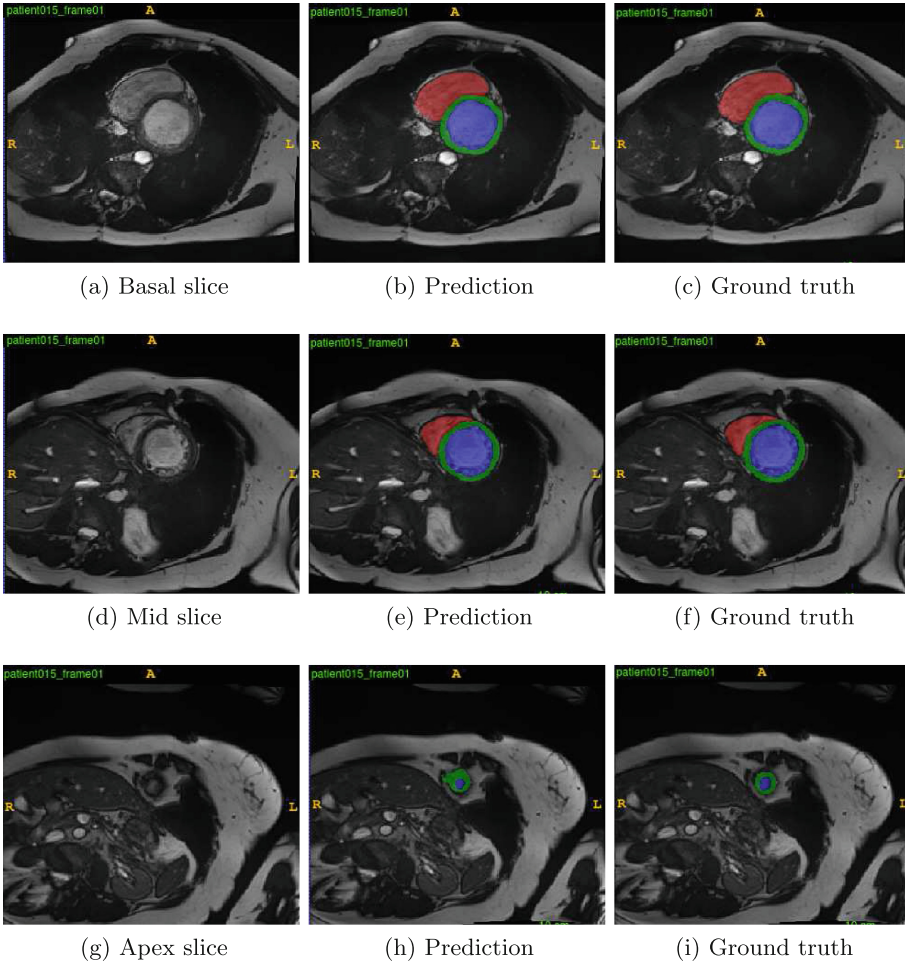 patient015_frame01 A
R L
patient015_frame01 A
R L
patient015_frame01 A
R L
(a) Basal slice
(b) Prediction
(c) Ground truth
patient015_frame01 A
R L
patient015_frame01 A
R L
patient015_frame01 A
R L
(d) Mid slice
(e) Prediction
(f) Ground truth
patient015_frame01 A
R L
patient015_frame01 A
R L
patient015_frame01 A
R L
(g) Apex slice
(h) Prediction
(i) Ground truth